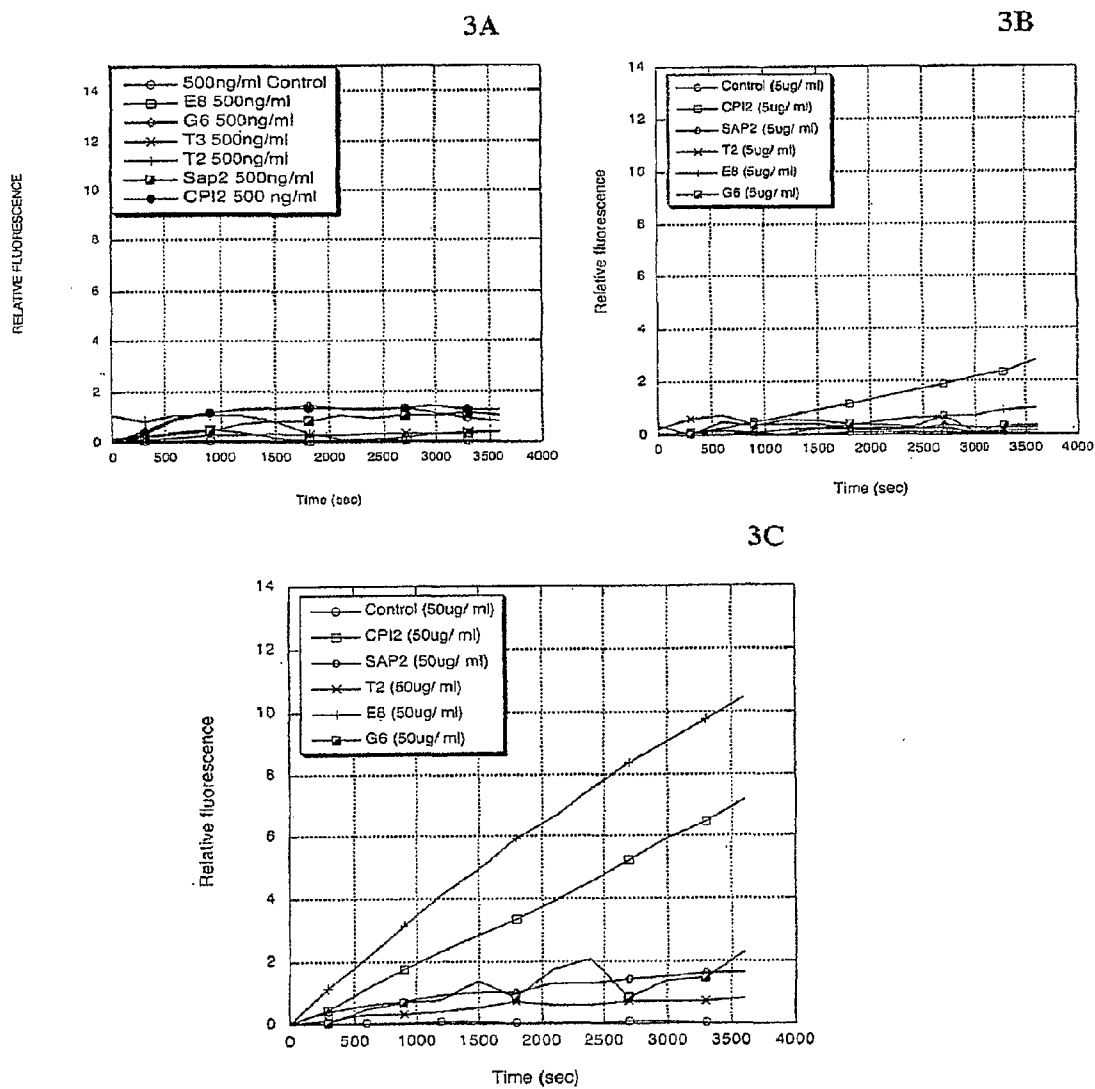 3A
3B
500ng/ml Control
E8 500ng/ml
G6 500ng/ml
T3 500ng/ml
T2 500ng/ml
Sap2 500ng/ml
CPI2 500 ng/ml
14
12
10
8
6
4
2
0
RELATIVE FLUORESCENCE
0 500 1000 1500 2000 2500 3000 3500 4000
Time (sec)
Control (5ug/ ml)
CPI2 (5ug/ ml)
SAP2 (5ug/ ml)
T2 (5ug/ ml)
E8 (5ug/ ml)
G6 (5ug/ ml)
14
12
10
8
6
4
2
0
Relative fluorescence
0 500 1000 1500 2000 2500 3000 3500 4000
Time (sec)
3C
Control (50ug/ ml)
CPI2 (50ug/ ml)
SAP2 (50ug/ ml)
T2 (50ug/ ml)
E8 (50ug/ ml)
G6 (50ug/ ml)
14
12
10
8
6
4
2
0
Relative fluorescence
0 500 1000 1500 2000 2500 3000 3500 4000
Time (sec)